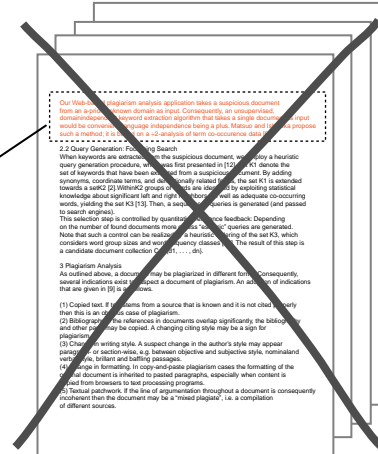 Our Web-based plagiarism analysis application takes a suspicious document
from an a-priori unknown domain as input. Consequently, an unsupervised,
domainindependent keyword extraction algorithm that takes a single document as input
would be convenient, language independence being a plus. Matsuo and propose
such a method; it is based on a -analysis of term co-occurence data
2.2 Query Generation: Focussing Search
When keywords are extracted from the suspicious document, we employ a heuristic
query generation procedure, which was first presented in [12]. Let K1 denote the
set of keywords that have been extracted from a suspicious document. By adding
synonyms, coordinate terms, and derivationally related forms, the set K1 is extended
towards a setK2 [2].WithinK2 groups of words are identified by exploiting statistical
knowledge about significant left and right neighbors, as well as adequate co-occurring
words, yielding the set K3 [13]. Then, a sequence of queries is generated (and passed
to search engines).
This selection step is controlled by quantitative relevance feedback: Depending
on the number of found documents more or less "esoteric" queries are generated.
Note that such a control can be realized by a heuristic ordering of the set K3, which
considers word group sizes and word frequency classes The result of this step is
a candidate document collection C = {d1, . . . , dn}.
3 Plagiarism Analysis
As outlined above, a document may be plagiarized in different forms. Consequently,
several indications exist to suspect a document of plagiarism. An adoption of indications
that are given in [9] is as follows.
(1) Copied text. If text stems from a source that is known and it is not cited properly
then this is an obvious case of plagiarism.
(2) Bibliography. If the references in documents overlap significantly, the bibliography
and other parts may be copied. A changing citing style may be a sign for
plagiarism.
(3) Change in writing style. A suspect change in the author's style may appear
paragraph- or section-wise, e.g. between objective and subjective style, nominaland
verbal style, brillant and baffling passages.
(4) Change in formatting. In copy-and-paste plagiarism cases the formatting of the
original document is inherited to pasted paragraphs, especially when content is
copied from browsers to text processing programs.
(5) Textual patchwork. If the line of argumentation throughout a document is consequently
incoherent then the document may be a "mixed plagiate", i.e. a compilation
of different sources.